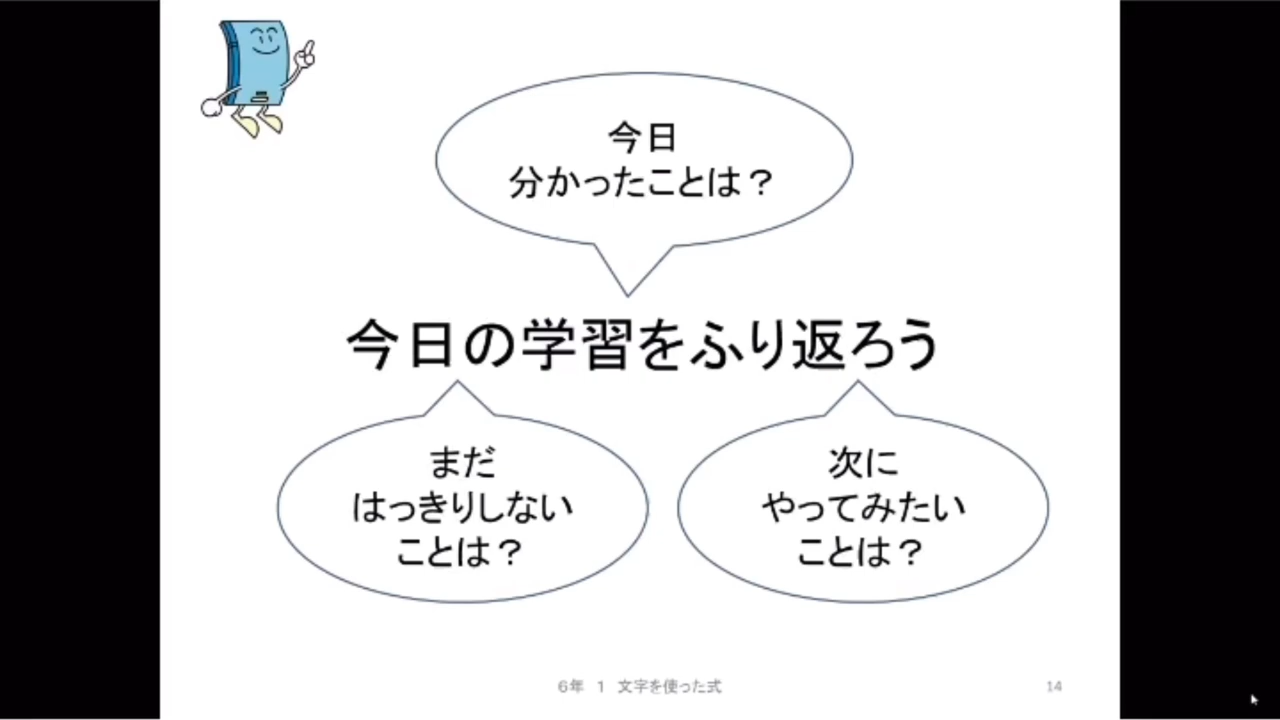 今日
分かったことは？
今日の学習をふり返ろう
まだ
はっきりしない
ことは？
次に
やってみたい
ことは？
６年　１　文字を使った式
14